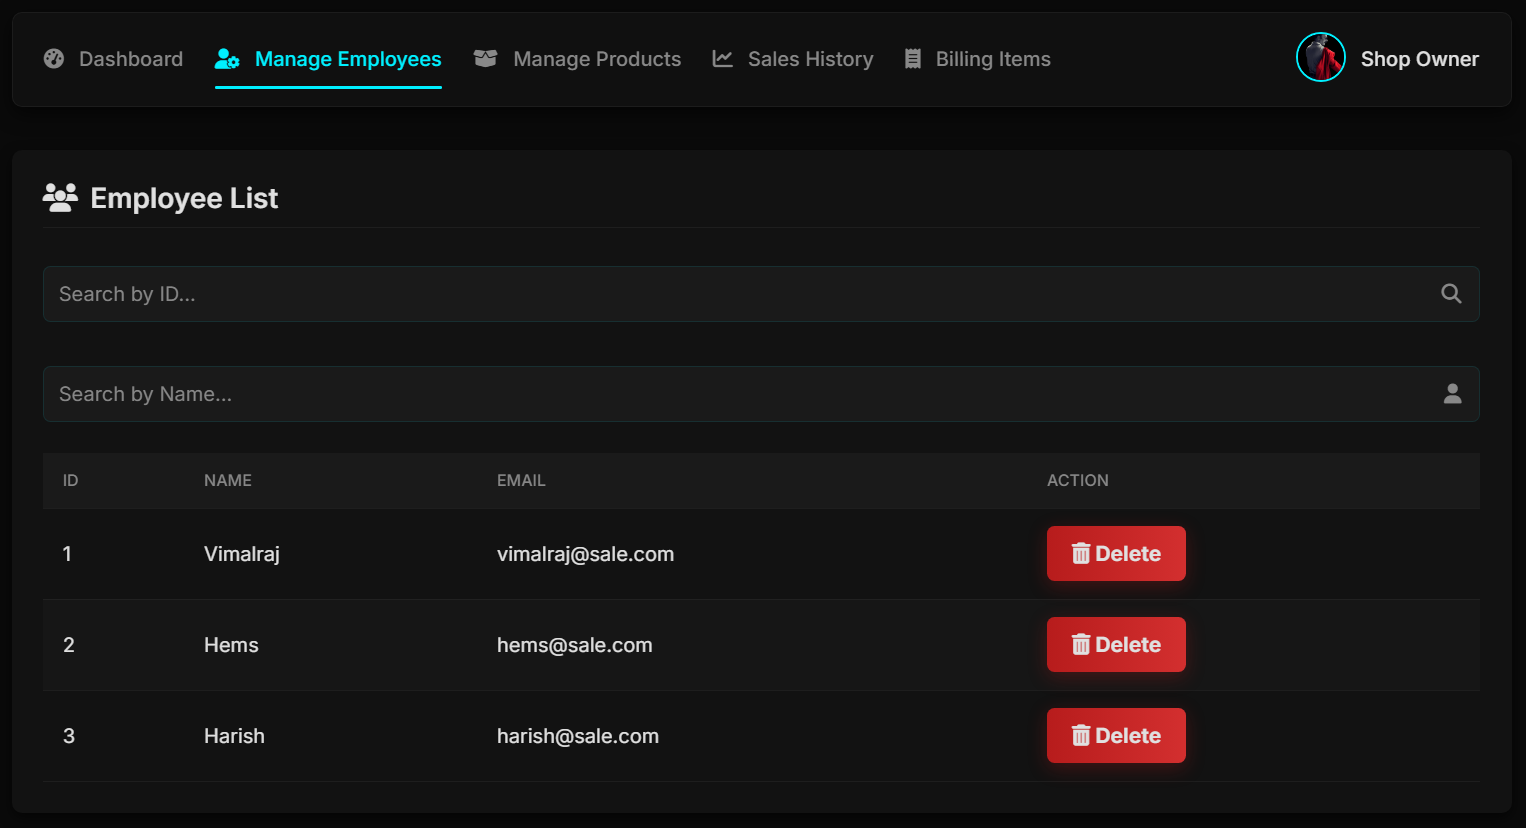 Dashboard Manage Employees Manage Products Sales History Billing Items Shop Owner
Employee List
Search by ID...
Search by Name...
ID NAME EMAIL ACTION
1 Vimalraj vimalraj@sale.com Delete
2 Hems hems@sale.com Delete
3 Harish harish@sale.com Delete